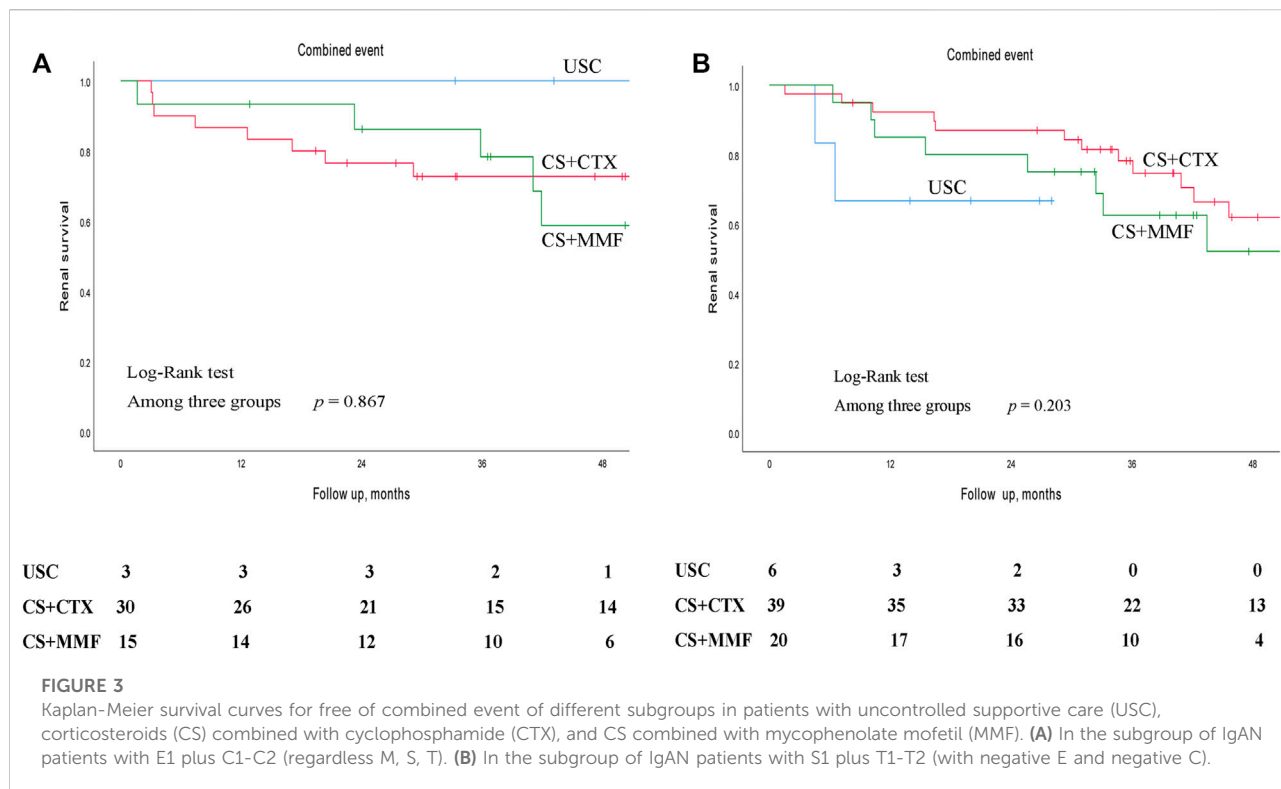 Combined event
A
USC
1.0
0.8
0.6
0.4
0.2
0.0
Renal survival
CS+CTX
CS+MMF
Log-Rank test
Among three groups p = 0.867
0 12 24 36 48
Follow up, months
Combined event
B
1.0
0.8
0.6
0.4
0.2
0.0
Renal survival
CS+CTX
USC
CS+MMF
Log-Rank test
Among three groups p = 0.203
0 12 24 36 48
Follow up, months
USC 3 3 3 2 1
CS+CTX 30 26 21 15 14
CS+MMF 15 14 12 10 6
USC 6 3 2 0 0
CS+CTX 39 35 33 22 13
CS+MMF 20 17 16 10 4
FIGURE 3
Kaplan-Meier survival curves for free of combined event of different subgroups in patients with uncontrolled supportive care (USC),
corticosteroids (CS) combined with cyclophosphamide (CTX), and CS combined with mycophenolate mofetil (MMF). (A) In the subgroup of IgAN
patients with E1 plus C1-C2 (regardless M, S, T). (B) In the subgroup of IgAN patients with S1 plus T1-T2 (with negative E and negative C).